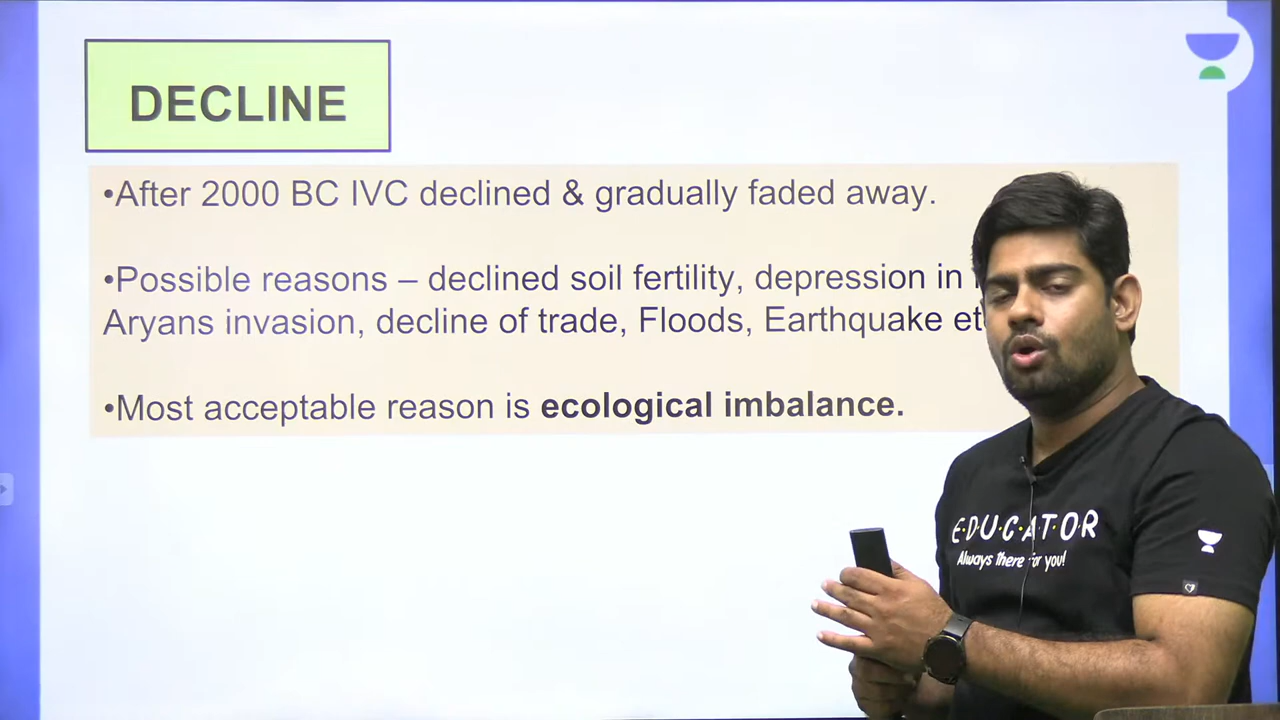 DECLINE
•After 2000 BC IVC declined & gradually faded away.
•Possible reasons – declined soil fertility, depression in
Aryans invasion, decline of trade, Floods, Earthquake
•Most acceptable reason is ecological imbalance.
E·D·U·C·A·T·O·R
Always there for you!